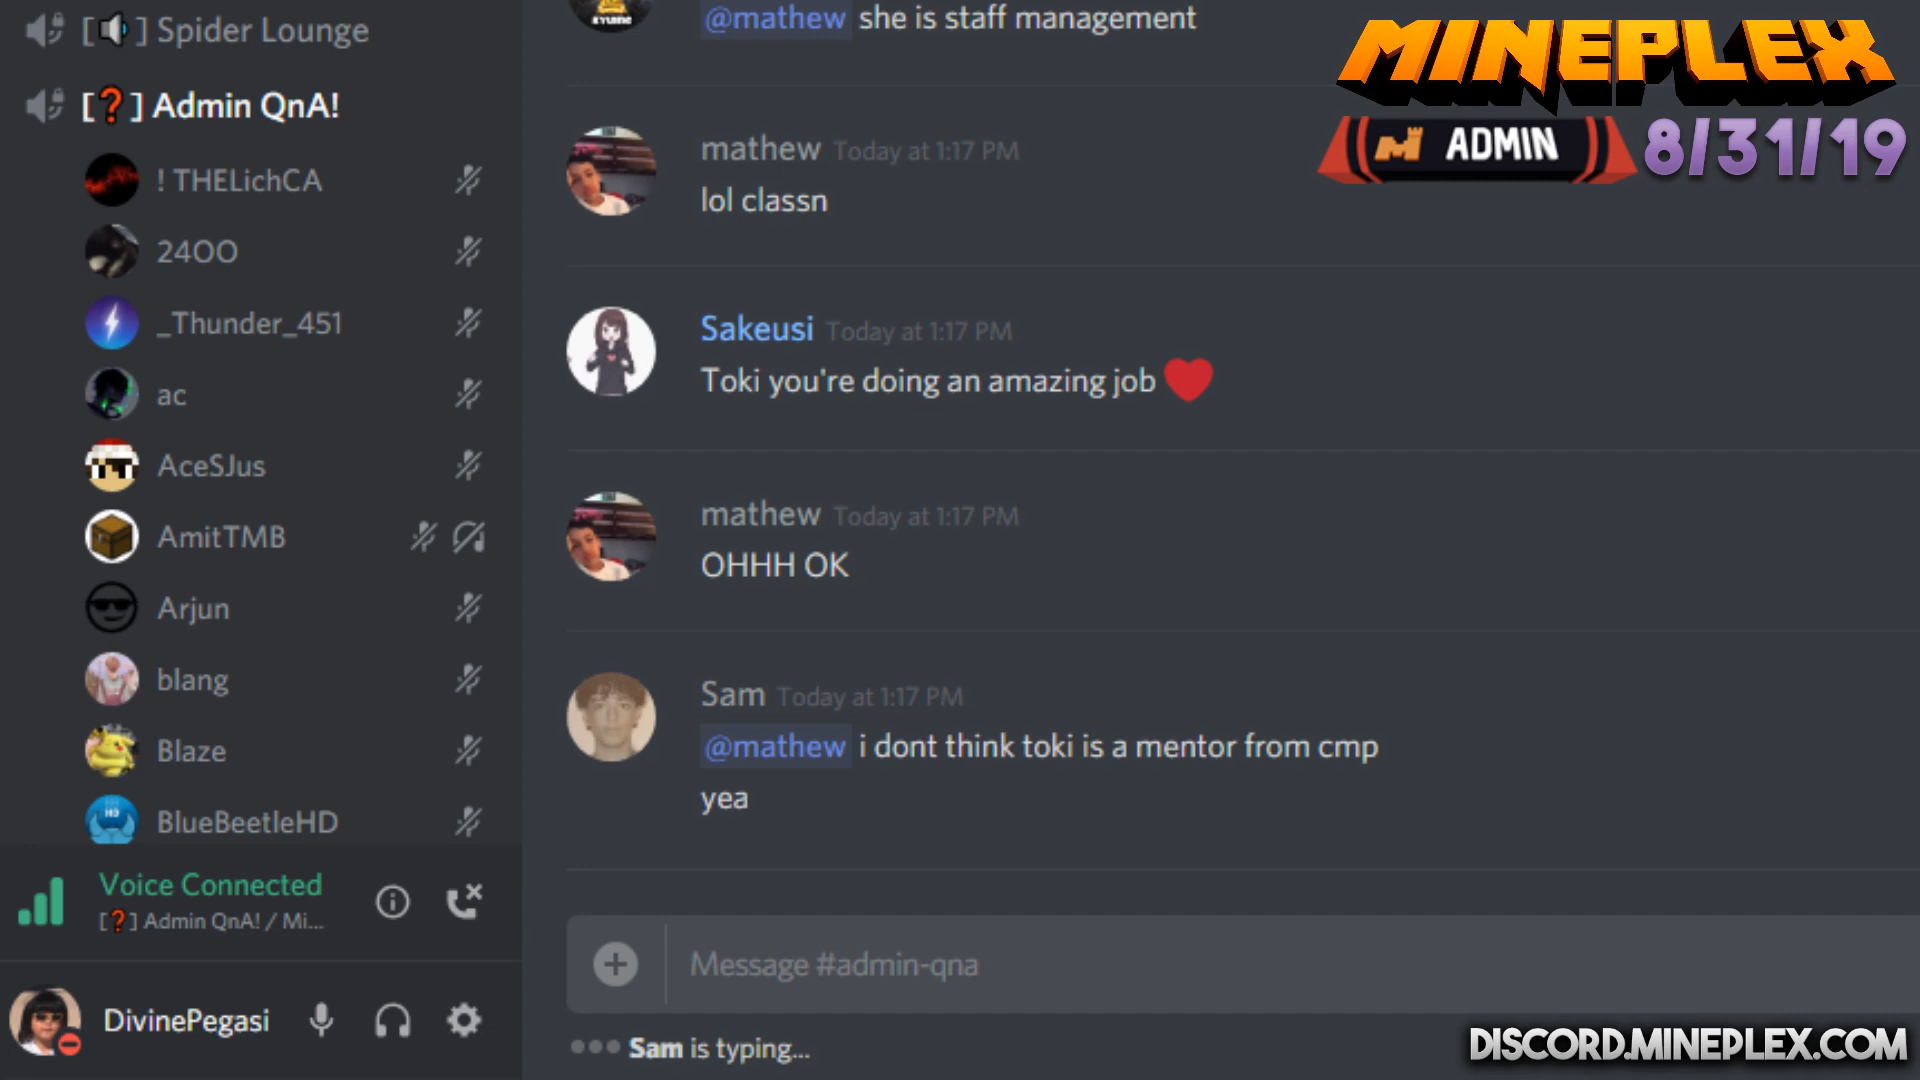 [🔊] Spider Lounge
[❓] Admin QnA!
! THELichCA
24OO
_Thunder_451
ac
AceSJus
AmitTMB
Arjun
blang
Blaze
HD
BlueBeetleHD
Voice Connected
[❓] Admin QnA! / Mi...
DivinePegasi
@mathew she is staff management
mathew Today at 1:17 PM
lol classn
Sakeusi Today at 1:17 PM
Toki you're doing an amazing job ❤
mathew Today at 1:17 PM
OHHH OK
Sam Today at 1:17 PM
@mathew i dont think toki is a mentor from cmp
yea
Message #admin-qna
Sam is typing...
MINEPLEX
ADMIN 8/31/19
DISCORD.MINEPLEX.COM